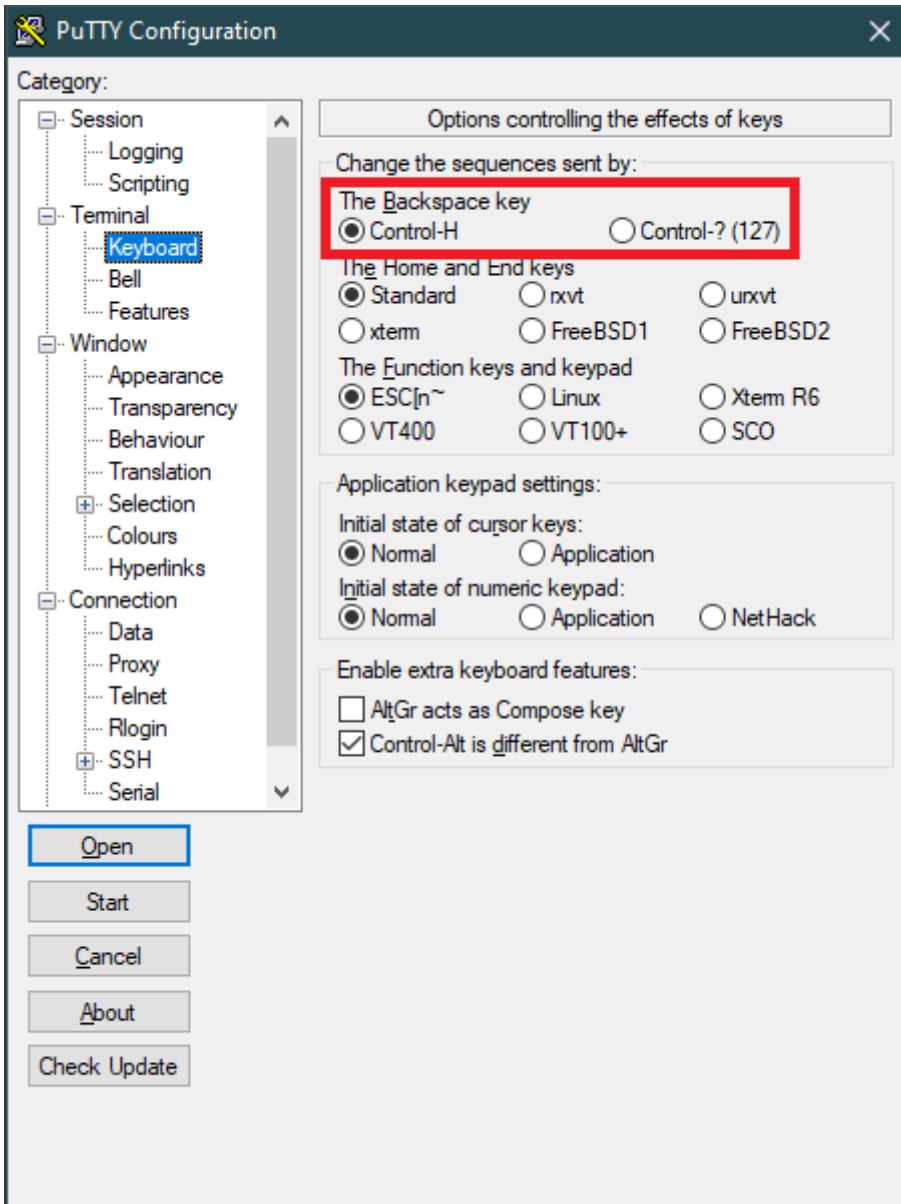 PuTTY Configuration
Category:
Session
Logging
Scripting
Terminal
Keyboard
Bell
Features
Window
Appearance
Transparency
Behaviour
Translation
Selection
Colours
Hyperlinks
Connection
Data
Proxy
Telnet
Rlogin
SSH
Serial
Options controlling the effects of keys
Change the sequences sent by:
The Backspace key
Control-H Control-? (127)
The Home and End keys
Standard rxvt urxvt
xterm FreeBSD1 FreeBSD2
The Function keys and keypad
ESC[n~ Linux Xterm R6
VT400 VT100+ SCO
Application keypad settings:
Initial state of cursor keys:
Normal Application
Initial state of numeric keypad:
Normal Application NetHack
Enable extra keyboard features:
AltGr acts as Compose key
Control-Alt is different from AltGr
Open
Start
Cancel
About
Check Update